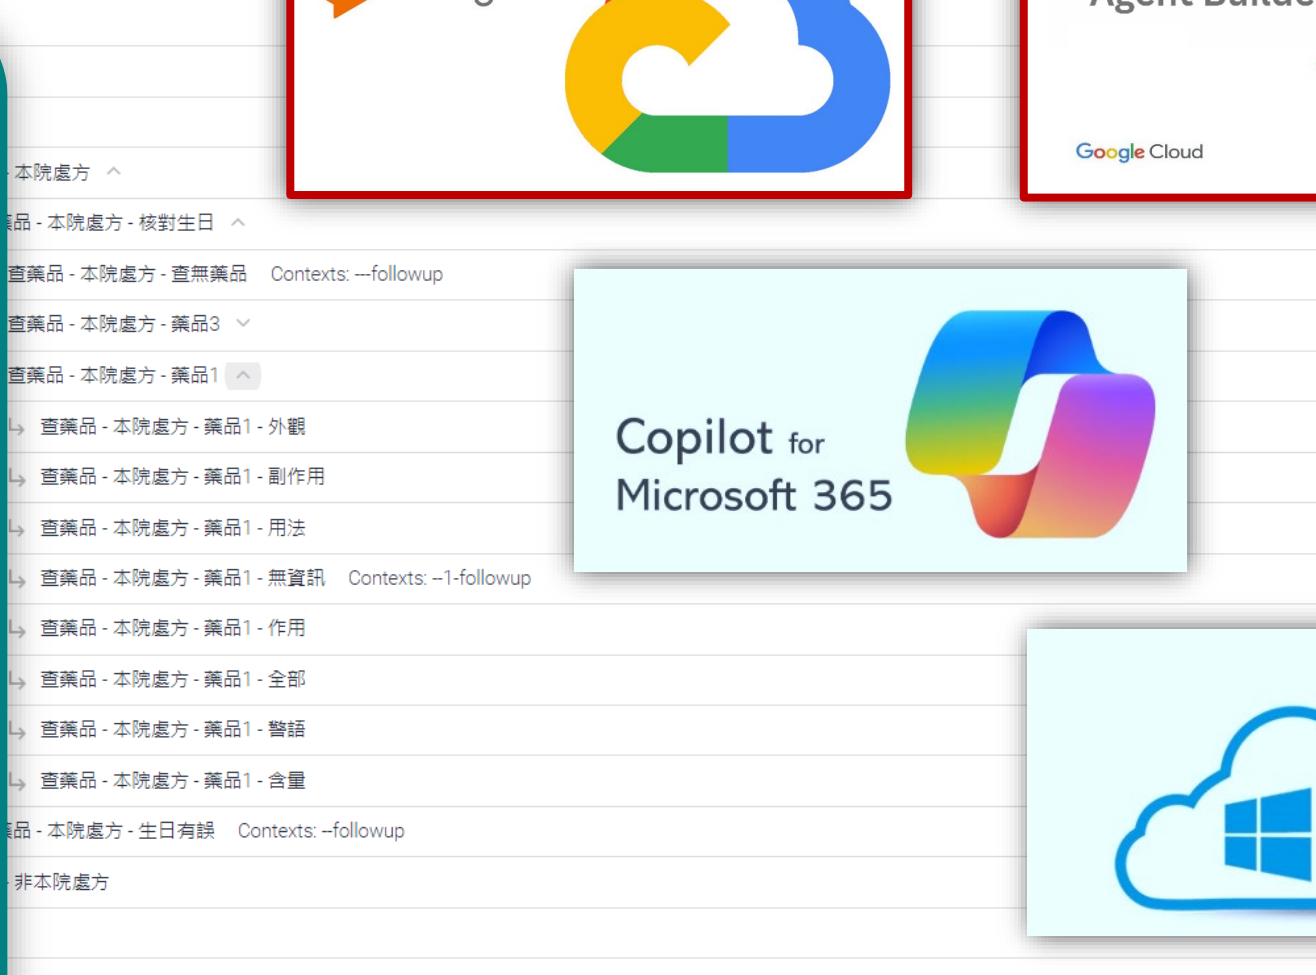 Agent Builde
Google Cloud
- 本院處方
藥品 - 本院處方 - 核對生日
查藥品 - 本院處方 - 查無藥品 Contexts: ---followup
查藥品 - 本院處方 - 藥品3
查藥品 - 本院處方 - 藥品1
查藥品 - 本院處方 - 藥品1 - 外觀
查藥品 - 本院處方 - 藥品1 - 副作用
查藥品 - 本院處方 - 藥品1 - 用法
查藥品 - 本院處方 - 藥品1 - 無資訊 Contexts: --1-followup
查藥品 - 本院處方 - 藥品1 - 作用
查藥品 - 本院處方 - 藥品1 - 全部
查藥品 - 本院處方 - 藥品1 - 警語
查藥品 - 本院處方 - 藥品1 - 含量
藥品 - 本院處方 - 生日有誤 Contexts: --followup
- 非本院處方
Copilot for
Microsoft 365